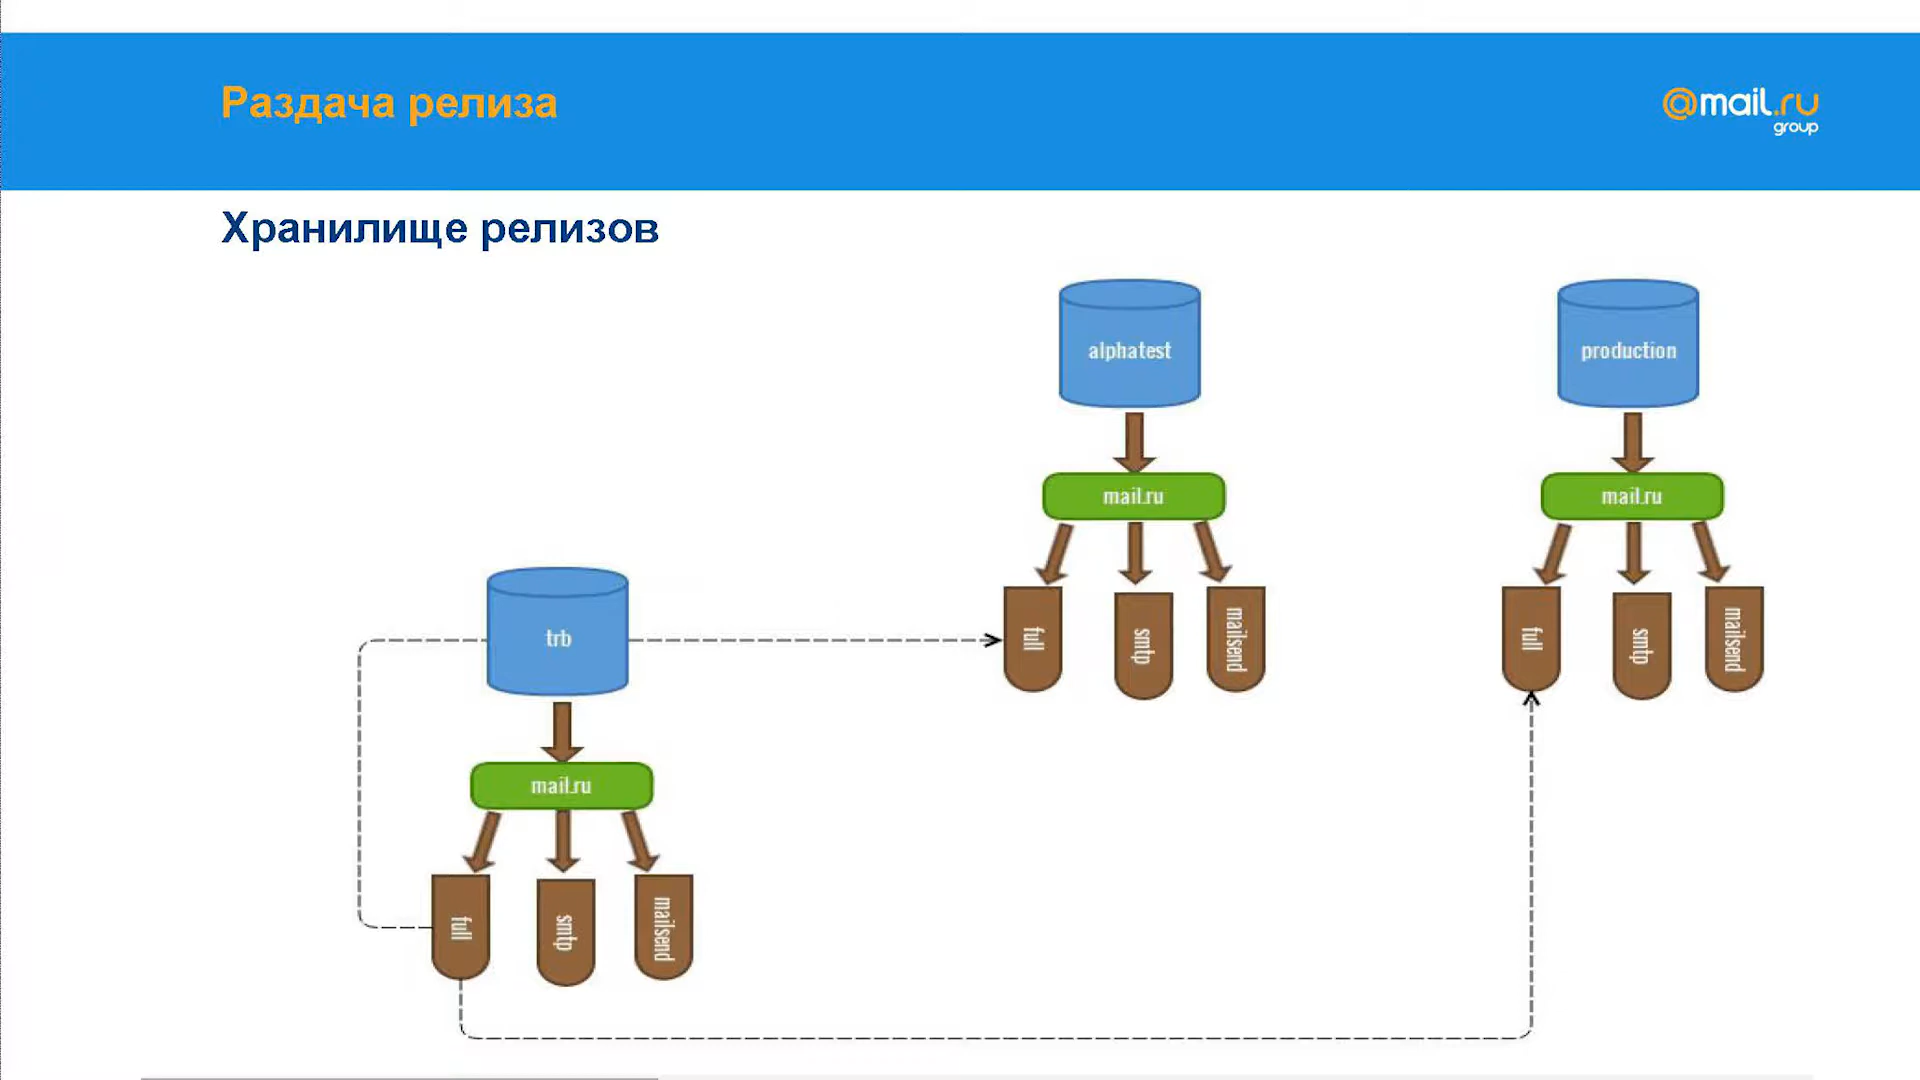 Раздача релиза
@mail.ru
group
Хранилище релизов
alphatest
production
mail.ru
mail.ru
full
smtp
mailsend
full
smtp
mailsend
trb
mail.ru
full
smtp
mailsend